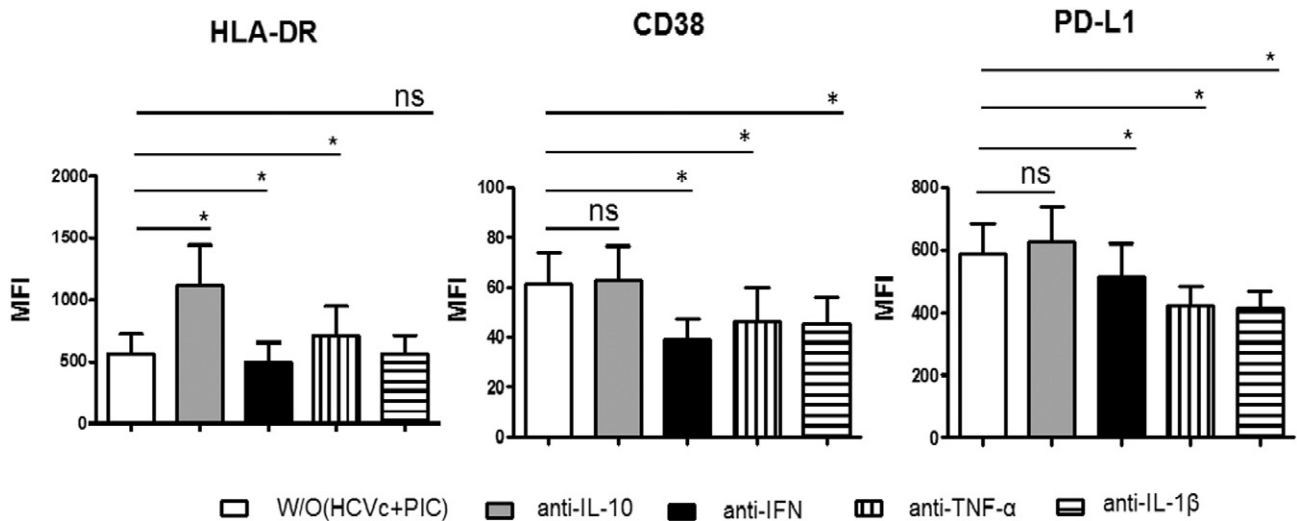 HLA-DR
CD38
PD-L1
ns
*
*
*
*
*
*
ns
*
*
*
ns
MFI
2000
1500
1000
500
0
MFI
100
80
60
40
20
0
MFI
800
600
400
200
0
W/O(HCVc+PIC)
anti-IL-10
anti-IFN
anti-TNF-α
anti-IL-1β